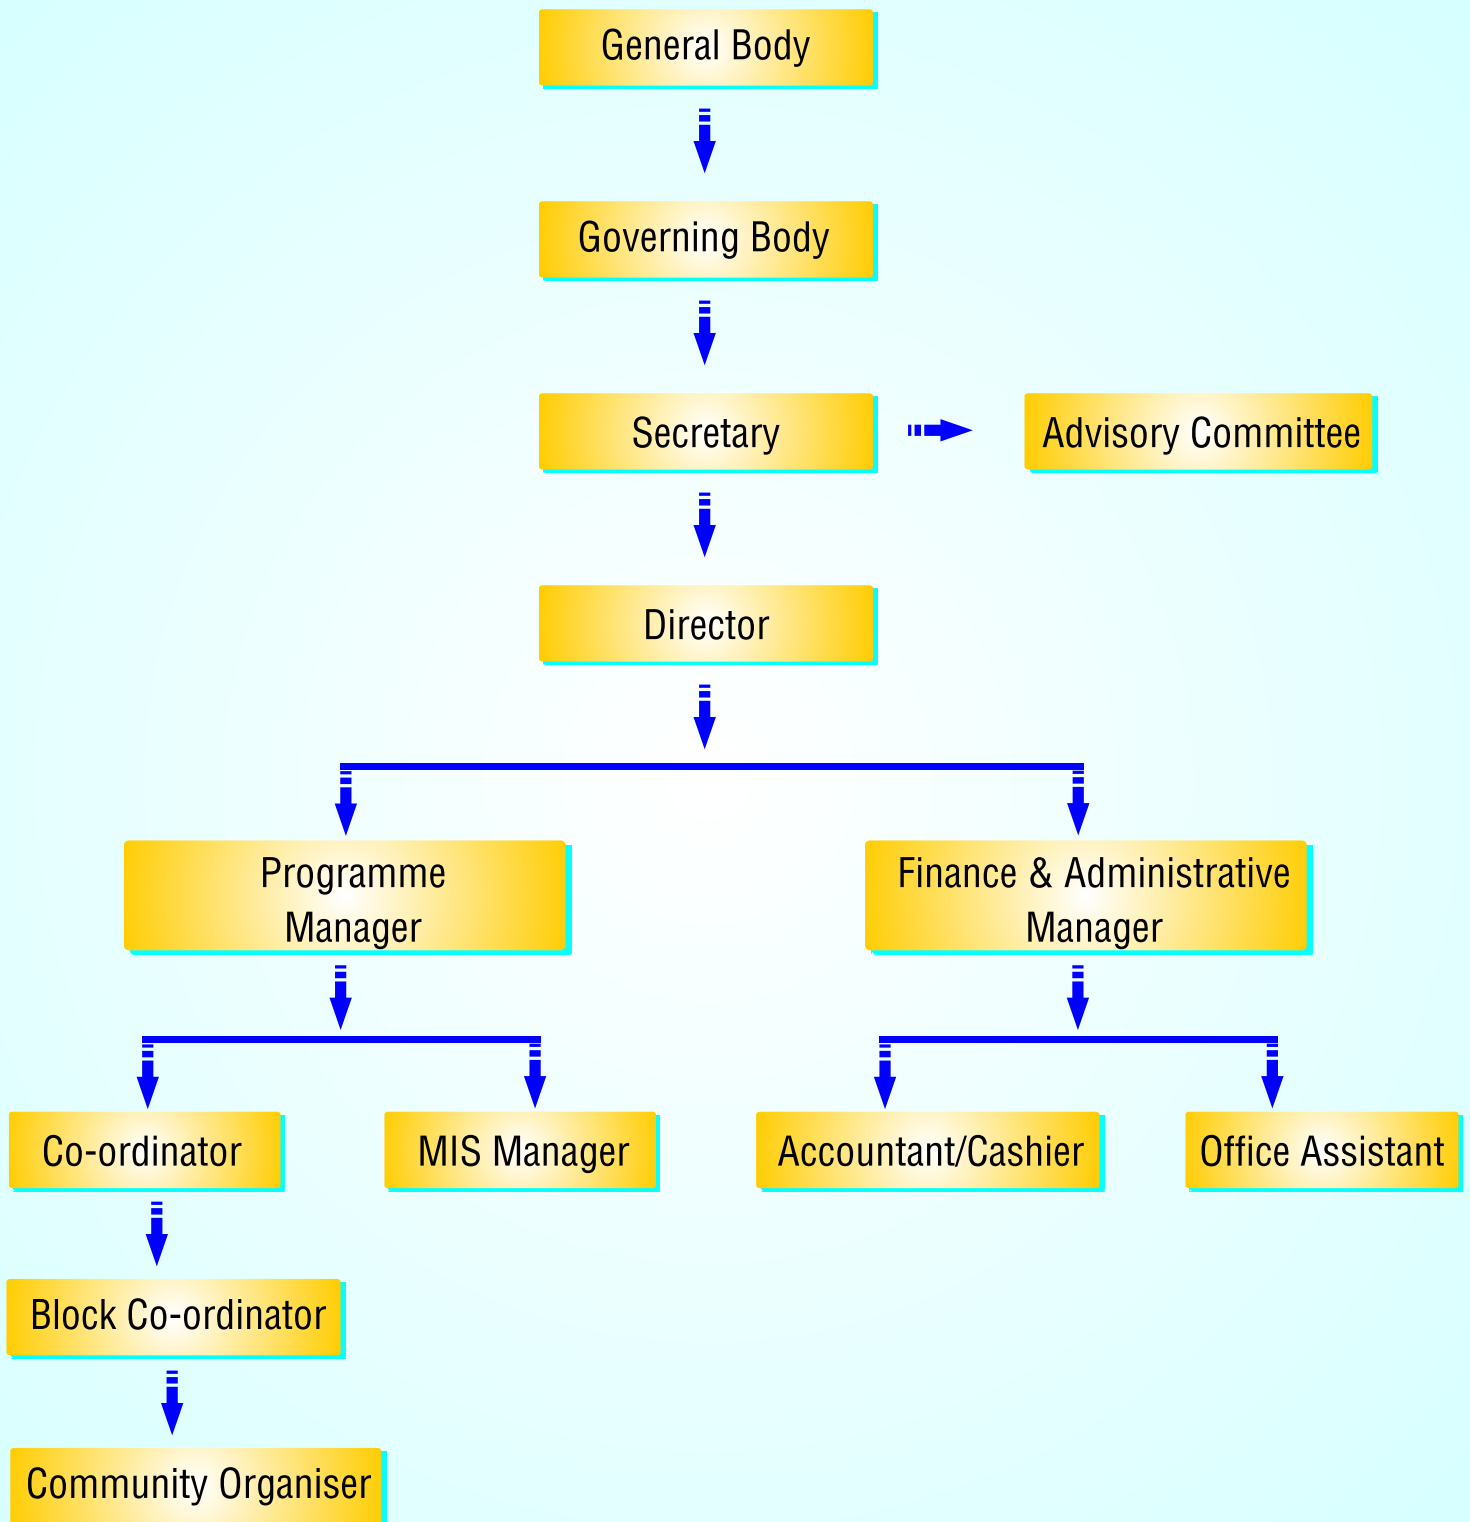 General Body
Governing Body
Secretary
Advisory Committee
Director
Programme
Manager
Finance & Administrative
Manager
Co-ordinator
MIS Manager
Accountant/Cashier
Office Assistant
Block Co-ordinator
Community Organiser